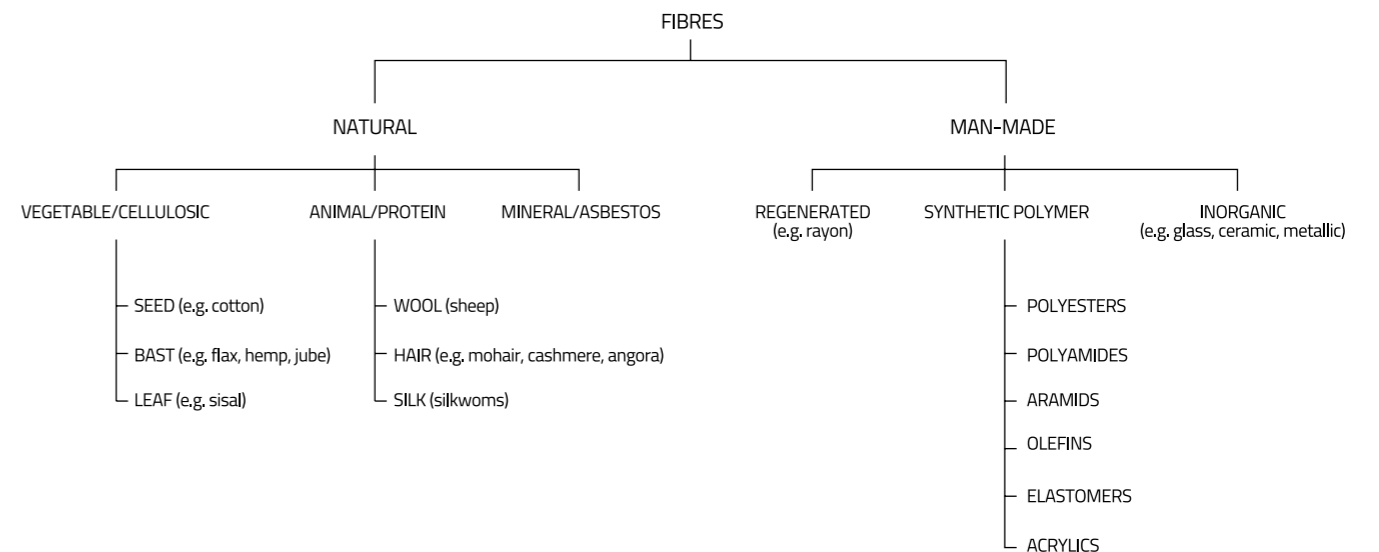 FIBRES
NATURAL
MAN-MADE
VEGETABLE/CELLULOSIC
ANIMAL/PROTEIN
MINERAL/ASBESTOS
REGENERATED
(e.g. rayon)
SYNTHETIC POLYMER
INORGANIC
(e.g. glass, ceramic, metallic)
SEED (e.g. cotton)
BAST (e.g. flax, hemp, jube)
LEAF (e.g. sisal)
WOOL (sheep)
HAIR (e.g. mohair, cashmere, angora)
SILK (silkwoms)
POLYESTERS
POLYAMIDES
ARAMIDS
OLEFINS
ELASTOMERS
ACRYLICS